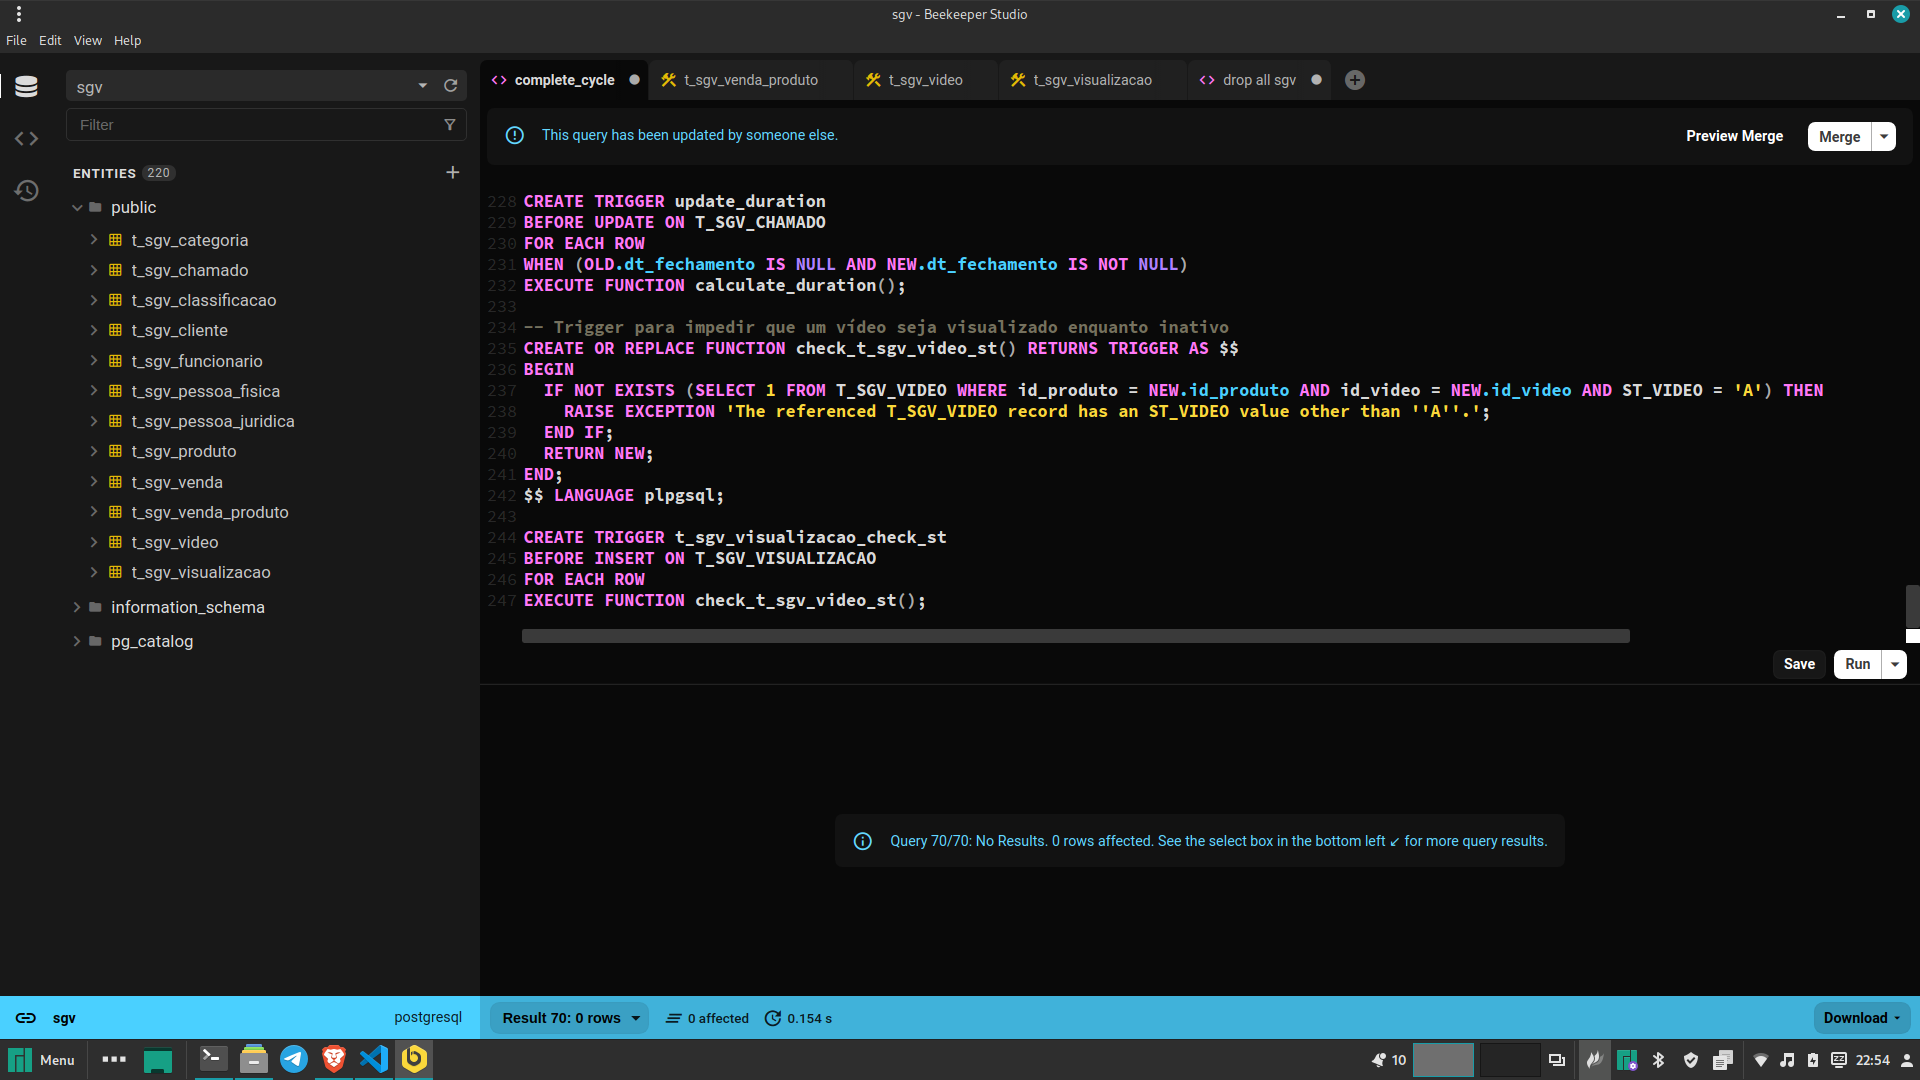 sgv - Beekeeper Studio
File Edit View Help
sgv
Filter
ENTITIES 220
public
t_sgv_categoria
t_sgv_chamado
t_sgv_classificacao
t_sgv_cliente
t_sgv_funcionario
t_sgv_pessoa_fisica
t_sgv_pessoa_juridica
t_sgv_produto
t_sgv_venda
t_sgv_venda_produto
t_sgv_video
t_sgv_visualizacao
information_schema
pg_catalog
complete_cycle t_sgv_venda_produto t_sgv_video t_sgv_visualizacao drop all sgv
This query has been updated by someone else. Preview Merge Merge
228 CREATE TRIGGER update_duration
229 BEFORE UPDATE ON T_SGV_CHAMADO
230 FOR EACH ROW
231 WHEN (OLD.dt_fechamento IS NULL AND NEW.dt_fechamento IS NOT NULL)
232 EXECUTE FUNCTION calculate_duration();
233
234 -- Trigger para impedir que um vídeo seja visualizado enquanto inativo
235 CREATE OR REPLACE FUNCTION check_t_sgv_video_st() RETURNS TRIGGER AS $$
236 BEGIN
237   IF NOT EXISTS (SELECT 1 FROM T_SGV_VIDEO WHERE id_produto = NEW.id_produto AND id_video = NEW.id_video AND ST_VIDEO = 'A') THEN
238     RAISE EXCEPTION 'The referenced T_SGV_VIDEO record has an ST_VIDEO value other than ''A''.';
239   END IF;
240   RETURN NEW;
241 END;
242 $$ LANGUAGE plpgsql;
243
244 CREATE TRIGGER t_sgv_visualizacao_check_st
245 BEFORE INSERT ON T_SGV_VISUALIZACAO
246 FOR EACH ROW
247 EXECUTE FUNCTION check_t_sgv_video_st();
Save Run
Query 70/70: No Results. 0 rows affected. See the select box in the bottom left ↙ for more query results.
sgv postgresql Result 70: 0 rows 0 affected 0.154 s Download
Menu 10 22:54